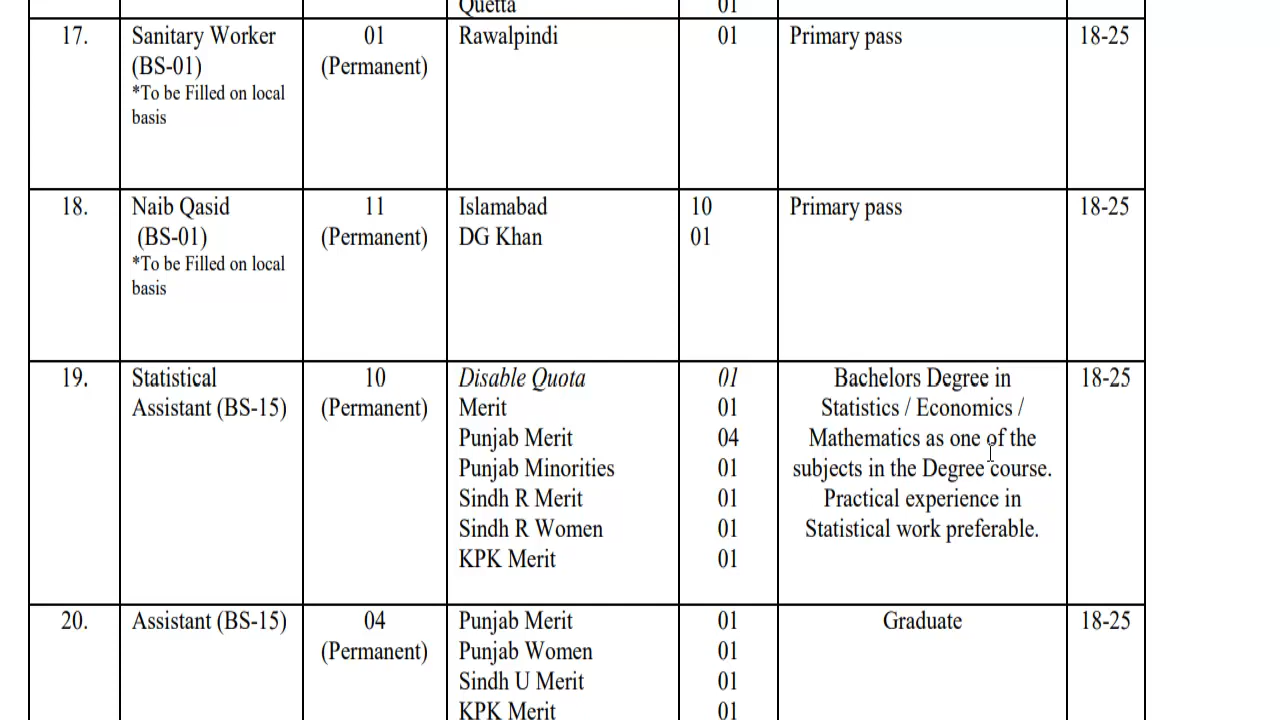 Quetta 01
17. Sanitary Worker 01 Rawalpindi 01 Primary pass 18-25
(BS-01) (Permanent)
*To be Filled on local
basis
18. Naib Qasid 11 Islamabad 10 Primary pass 18-25
(BS-01) (Permanent) DG Khan 01
*To be Filled on local
basis
19. Statistical 10 Disable Quota 01 Bachelors Degree in 18-25
Assistant (BS-15) (Permanent) Merit 01 Statistics / Economics /
Punjab Merit 04 Mathematics as one of the
Punjab Minorities 01 subjects in the Degree course.
Sindh R Merit 01 Practical experience in
Sindh R Women 01 Statistical work preferable.
KPK Merit 01
20. Assistant (BS-15) 04 Punjab Merit 01 Graduate 18-25
(Permanent) Punjab Women 01
Sindh U Merit 01
KPK Merit 01